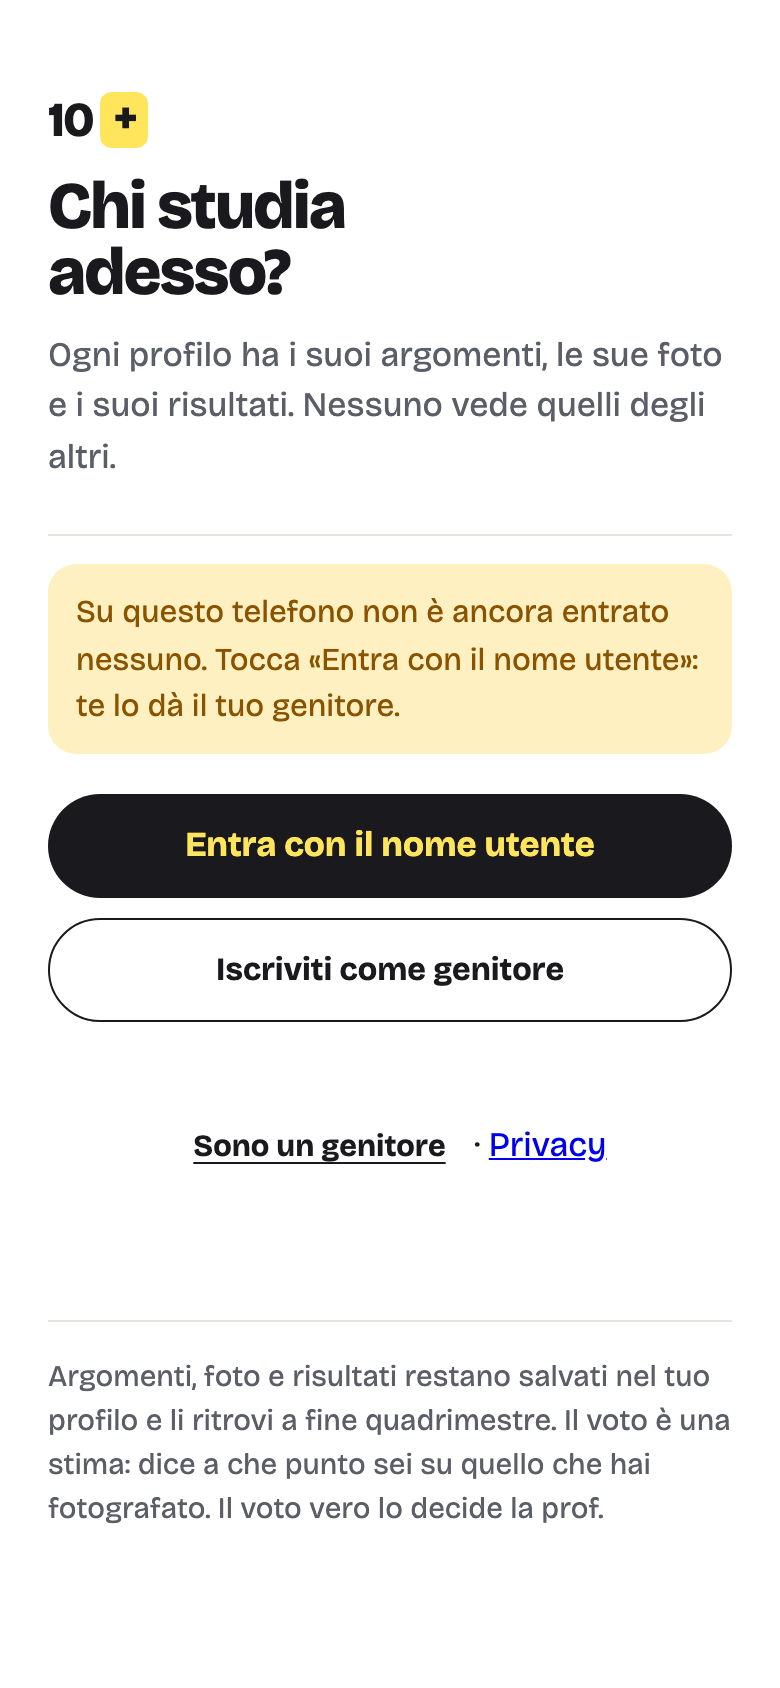 10 +
Chi studia
adesso?
Ogni profilo ha i suoi argomenti, le sue foto
e i suoi risultati. Nessuno vede quelli degli
altri.
Su questo telefono non è ancora entrato
nessuno. Tocca «Entra con il nome utente»:
te lo dà il tuo genitore.
Entra con il nome utente
Iscriviti come genitore
Sono un genitore · Privacy
Argomenti, foto e risultati restano salvati nel tuo
profilo e li ritrovi a fine quadrimestre. Il voto è una
stima: dice a che punto sei su quello che hai
fotografato. Il voto vero lo decide la prof.